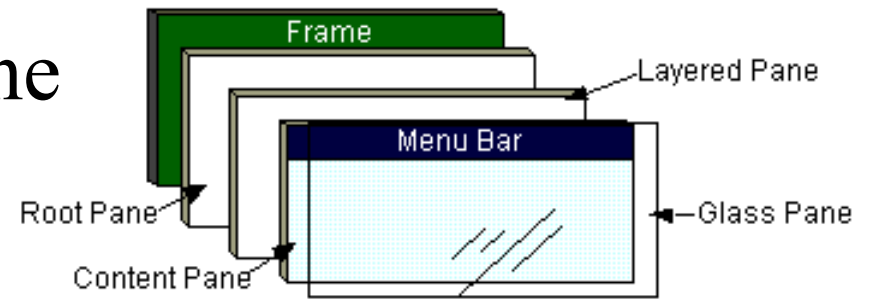 Frame
ne
Layered Pane
Menu Bar
Root Pane
Glass Pane
Content Pane